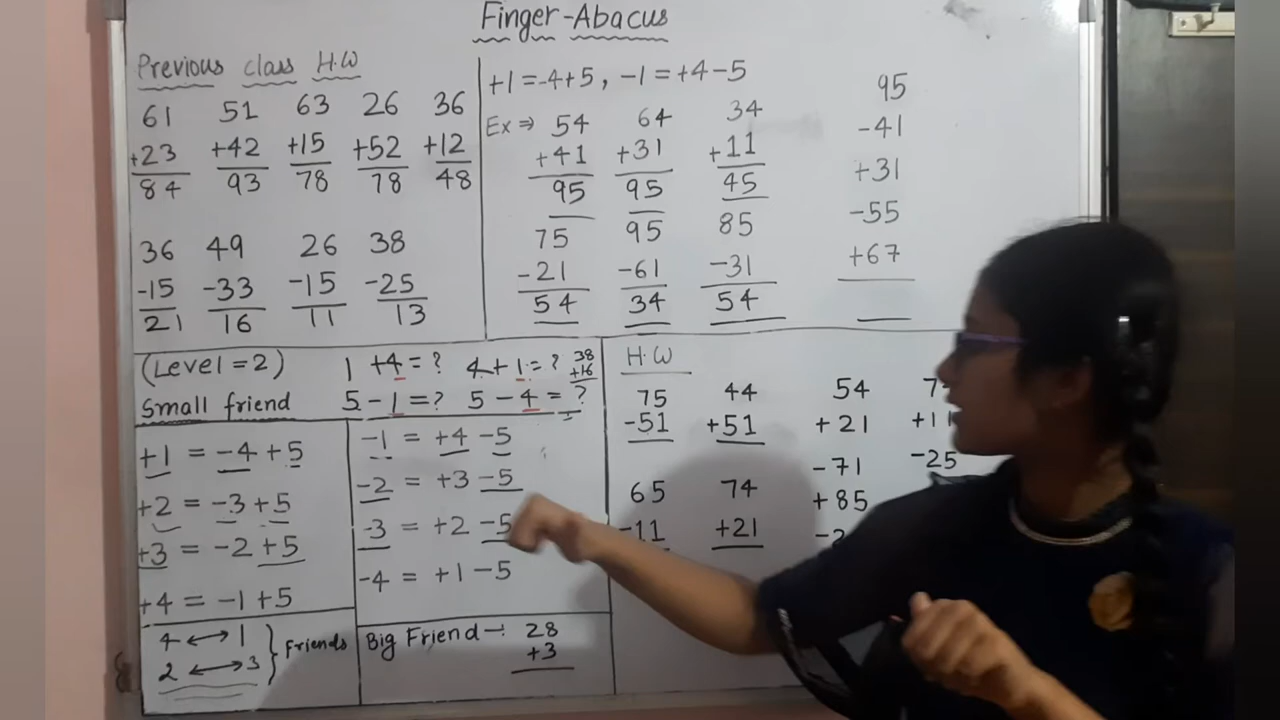 Finger-Abacus
Previous class H.W
61 51 63 26 36
+23 +42 +15 +52 +12
84 93 78 78 48
36 49 26 38
-15 -33 -15 -25
21 16 11 13
+1 = -4+5, -1 = +4-5
Ex ⇒ 54 64 34
+41 +31 +11
95 95 45
75 95 85
-21 -61 -31
54 34 54
95
-41
+31
-55
+67
(Level = 2) 1 +4 = ? 4+1 = ? 38
+16
Small friend 5-1 = ? 5-4 = ?
+1 = -4 +5
+2 = -3 +5
+3 = -2 +5
+4 = -1 +5
4 ↔ 1
2 ↔ 3 } Friends
-1 = +4 -5
-2 = +3 -5
-3 = +2 -5
-4 = +1 -5
Big Friend -: 28
+3
H.W
75 44
-51 +51
65 74
-11 +21
54
+21
-71
+85
-25